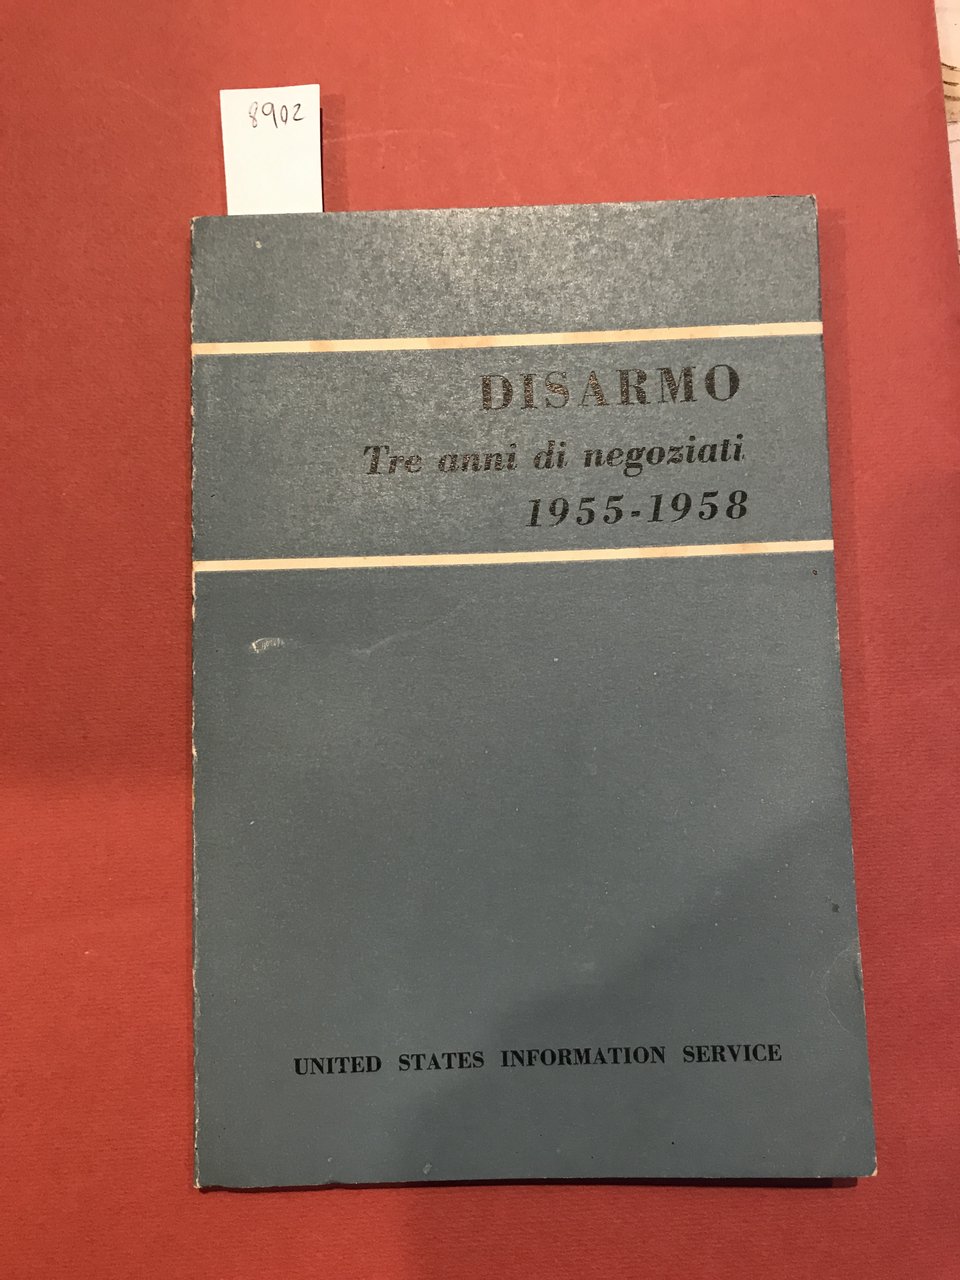 8902
DISARMO
Tre anni di negoziati
1955-1958
UNITED STATES INFORMATION SERVICE